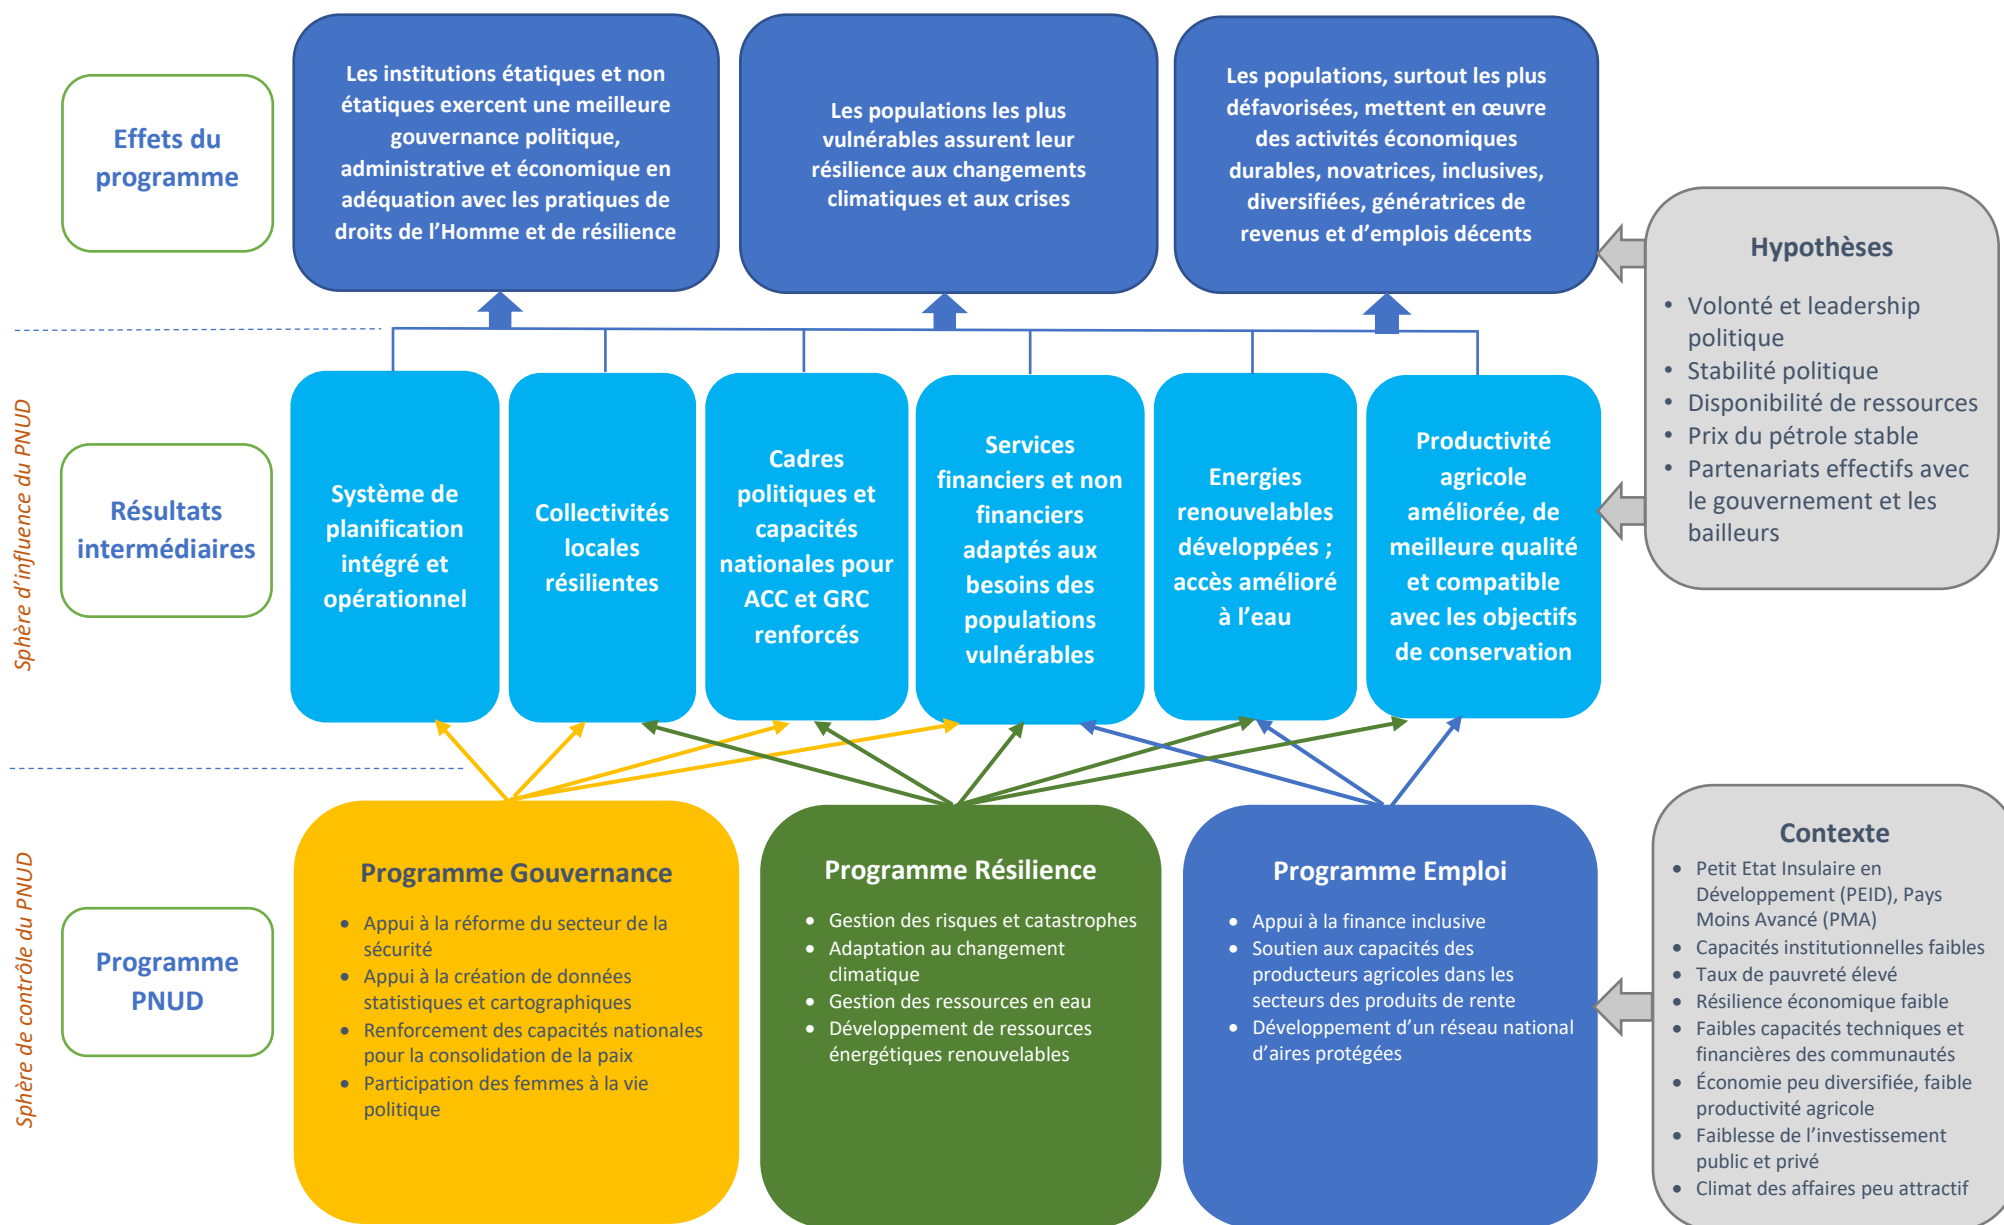 Effets du
programme
Les institutions étatiques et non
étatiques exercent une meilleure
gouvernance politique,
administrative et économique en
adéquation avec les pratiques de
droits de l'Homme et de résilience
Les populations les plus
vulnérables assurent leur
résilience aux changements
climatiques et aux crises
Les populations, surtout les plus
défavorisées, mettent en œuvre
des activités économiques
durables, novatrices, inclusives,
diversifiées, génératrices de
revenus et d'emplois décents
Hypothèses
• Volonté et leadership
politique
• Stabilité politique
• Disponibilité de ressources
• Prix du pétrole stable
• Partenariats effectifs avec
le gouvernement et les
bailleurs
Sphère d'influence du PNUD
Résultats
intermédiaires
Système de
planification
intégré et
opérationnel
Collectivités
locales
résilientes
Cadres
politiques et
capacités
nationales pour
ACC et GRC
renforcés
Services
financiers et non
financiers
adaptés aux
besoins des
populations
vulnérables
Energies
renouvelables
développées ;
accès amélioré
à l'eau
Productivité
agricole
améliorée, de
meilleure qualité
et compatible
avec les objectifs
de conservation
Sphère de contrôle du PNUD
Programme
PNUD
Programme Gouvernance
• Appui à la réforme du secteur de la
sécurité
• Appui à la création de données
statistiques et cartographiques
• Renforcement des capacités nationales
pour la consolidation de la paix
• Participation des femmes à la vie
politique
Programme Résilience
• Gestion des risques et catastrophes
• Adaptation au changement
climatique
• Gestion des ressources en eau
• Développement de ressources
énergétiques renouvelables
Programme Emploi
• Appui à la finance inclusive
• Soutien aux capacités des
producteurs agricoles dans les
secteurs des produits de rente
• Développement d'un réseau national
d'aires protégées
Contexte
• Petit Etat Insulaire en
Développement (PEID), Pays
Moins Avancé (PMA)
• Capacités institutionnelles faibles
• Taux de pauvreté élevé
• Résilience économique faible
• Faibles capacités techniques et
financières des communautés
• Économie peu diversifiée, faible
productivité agricole
• Faiblesse de l'investissement
public et privé
• Climat des affaires peu attractif